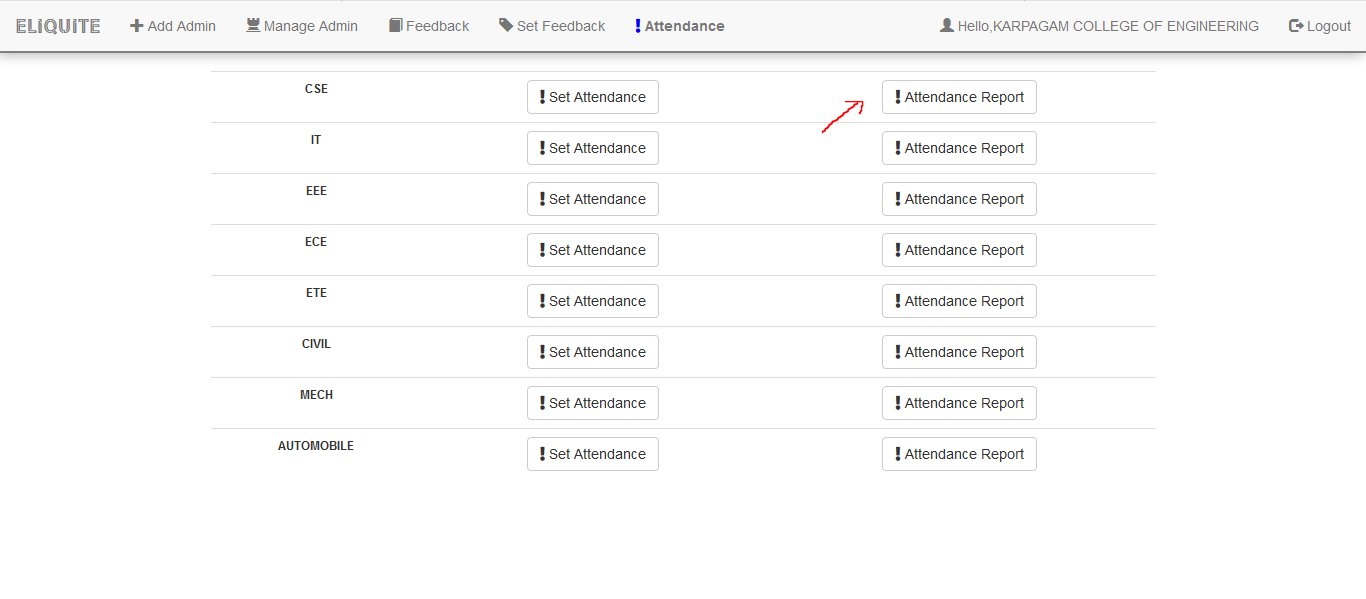 ELiQUiTE Add Admin Manage Admin Feedback Set Feedback Attendance Hello,KARPAGAM COLLEGE OF ENGINEERING Logout
CSE Set Attendance Attendance Report
IT Set Attendance Attendance Report
EEE Set Attendance Attendance Report
ECE Set Attendance Attendance Report
ETE Set Attendance Attendance Report
CIVIL Set Attendance Attendance Report
MECH Set Attendance Attendance Report
AUTOMOBILE Set Attendance Attendance Report